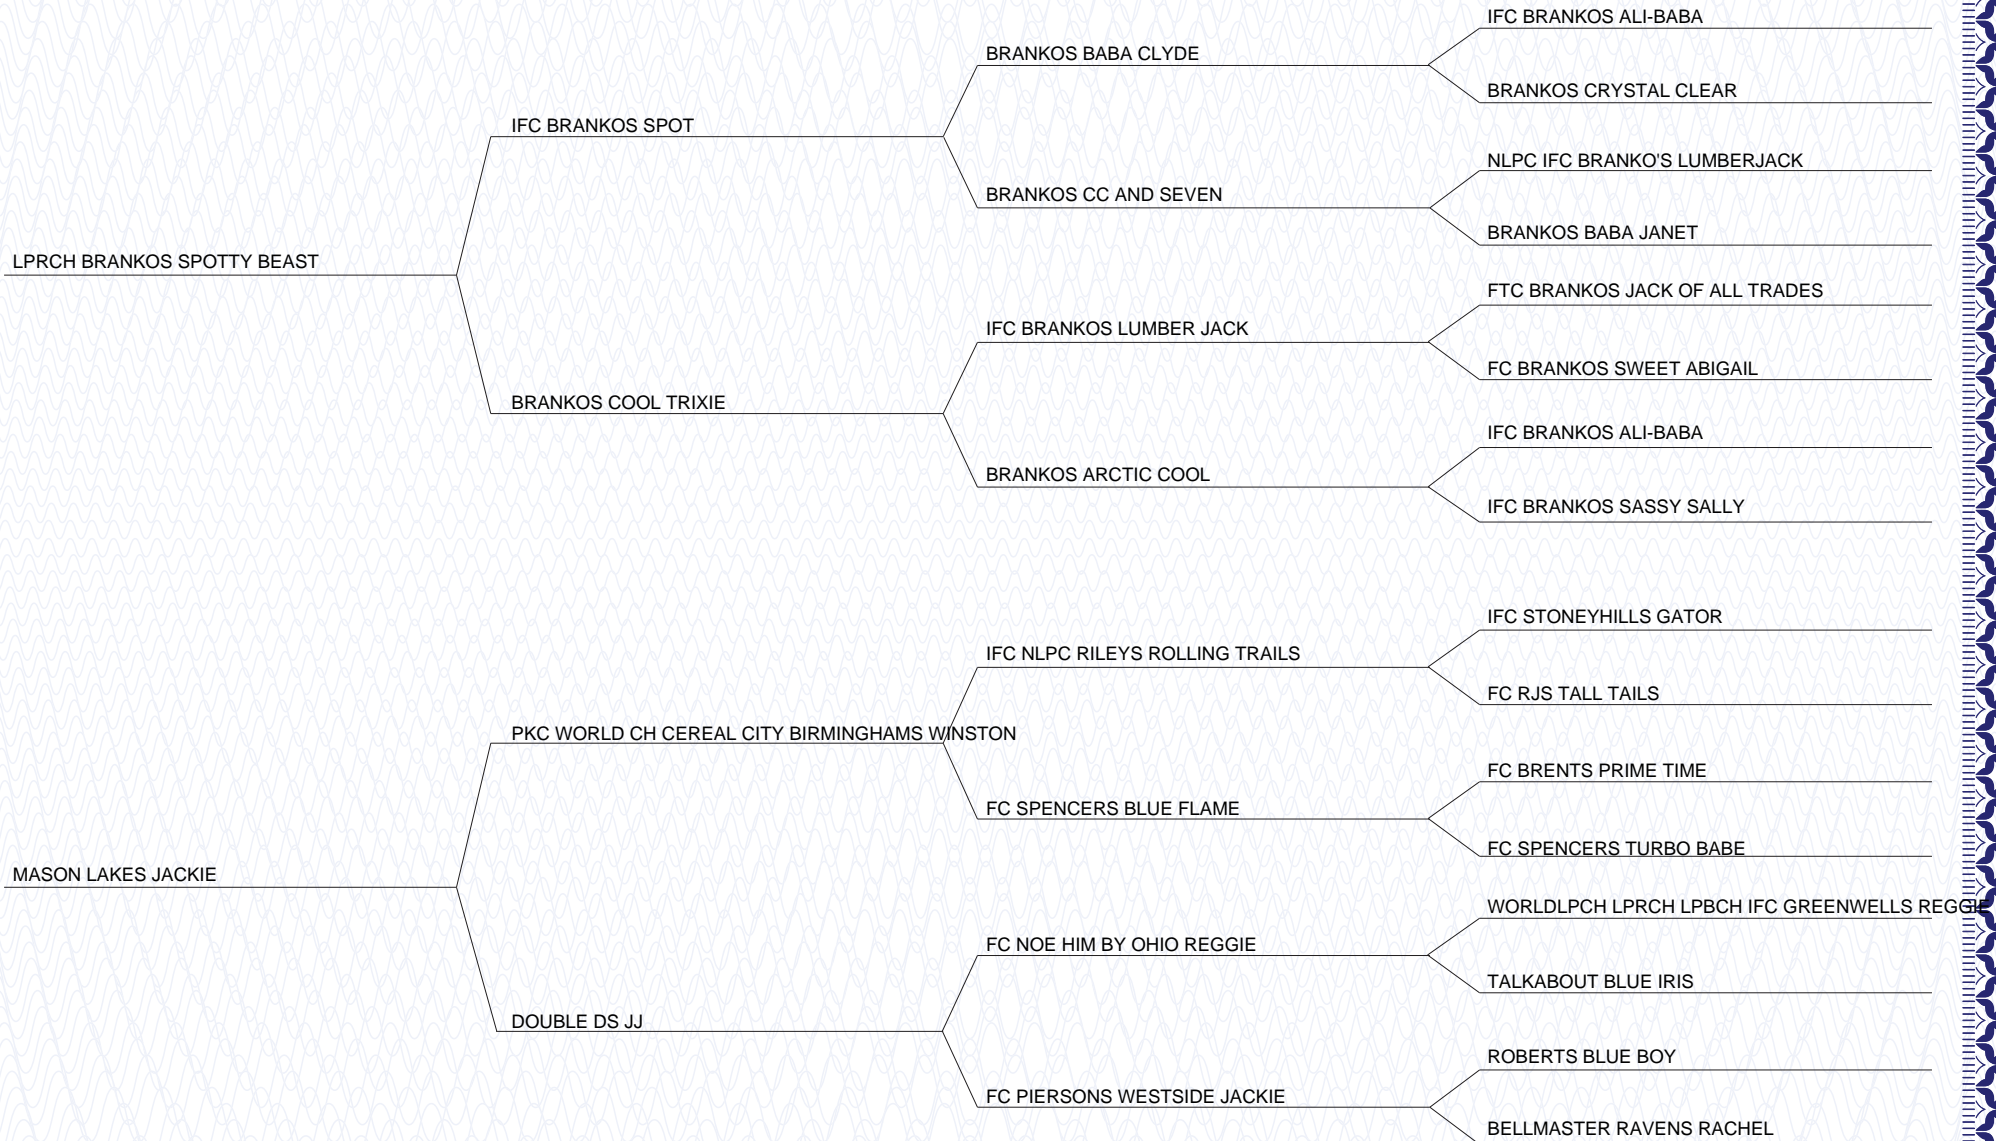 IFC BRANKOS ALI-BABA
BRANKOS BABA CLYDE
BRANKOS CRYSTAL CLEAR
IFC BRANKOS SPOT
NLPC IFC BRANKO'S LUMBERJACK
BRANKOS CC AND SEVEN
BRANKOS BABA JANET
LPRCH BRANKOS SPOTTY BEAST
FTC BRANKOS JACK OF ALL TRADES
IFC BRANKOS LUMBER JACK
FC BRANKOS SWEET ABIGAIL
BRANKOS COOL TRIXIE
IFC BRANKOS ALI-BABA
BRANKOS ARCTIC COOL
IFC BRANKOS SASSY SALLY
IFC STONEYHILLS GATOR
IFC NLPC RILEYS ROLLING TRAILS
FC RJS TALL TAILS
PKC WORLD CH CEREAL CITY BIRMINGHAMS WINSTON
FC BRENTS PRIME TIME
FC SPENCERS BLUE FLAME
FC SPENCERS TURBO BABE
MASON LAKES JACKIE
WORLDLPCH LPRCH LPBCH IFC GREENWELLS REGGIE
FC NOE HIM BY OHIO REGGIE
TALKABOUT BLUE IRIS
DOUBLE DS JJ
ROBERTS BLUE BOY
FC PIERSONS WESTSIDE JACKIE
BELLMASTER RAVENS RACHEL